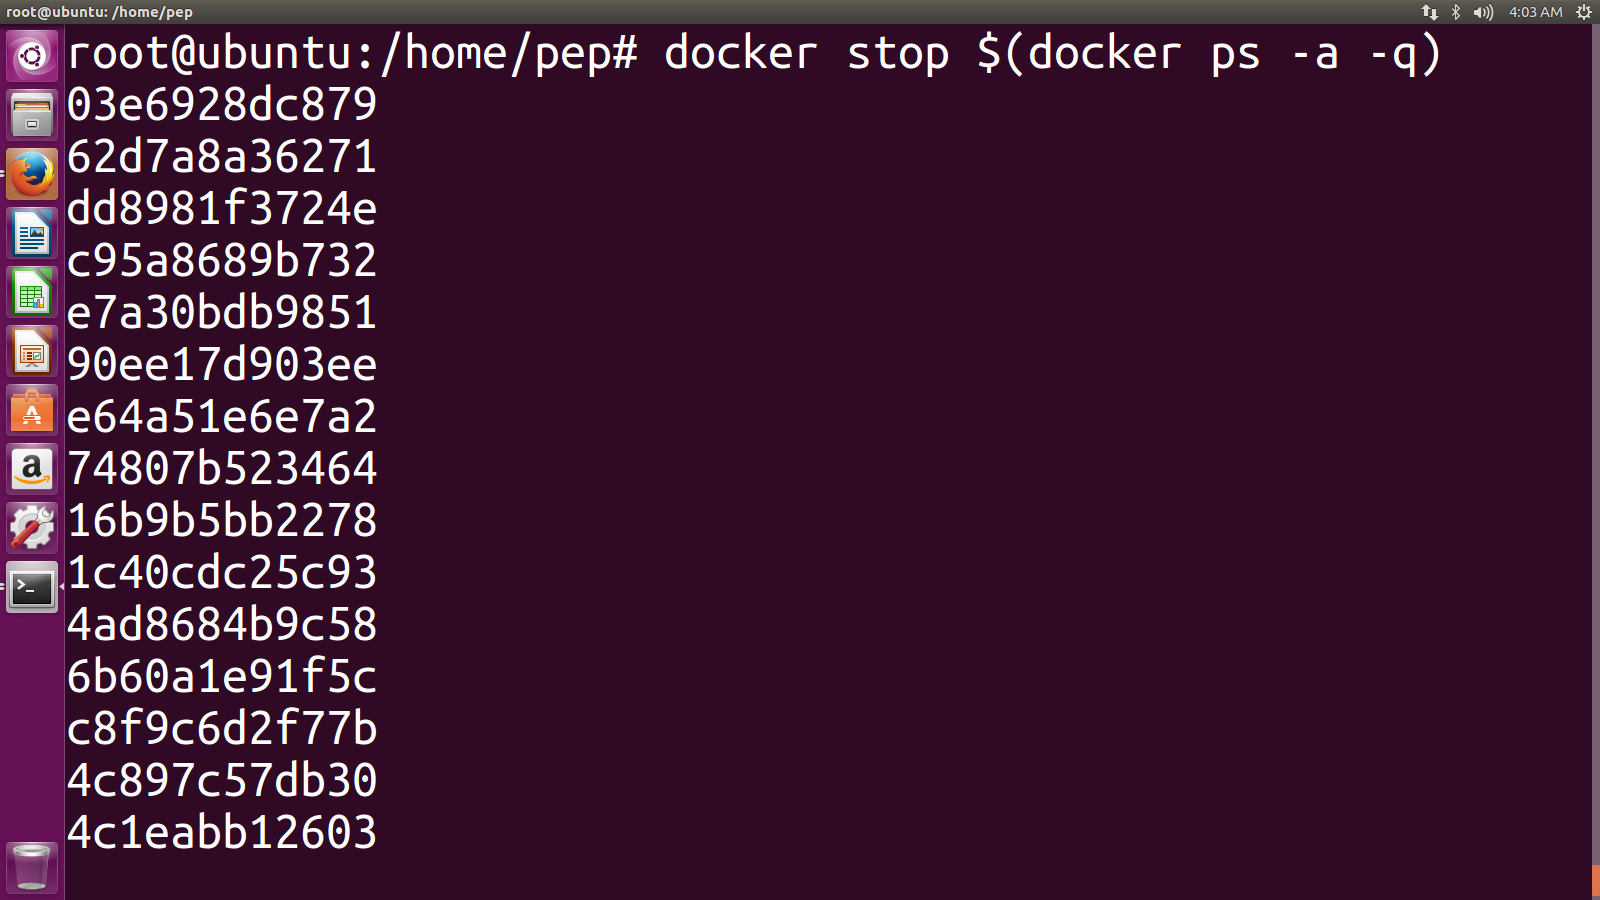 root@ubuntu: /home/pep
4:03 AM
root@ubuntu:/home/pep# docker stop $(docker ps -a -q)
03e6928dc879
62d7a8a36271
dd8981f3724e
c95a8689b732
e7a30bdb9851
90ee17d903ee
e64a51e6e7a2
74807b523464
16b9b5bb2278
1c40cdc25c93
4ad8684b9c58
6b60a1e91f5c
c8f9c6d2f77b
4c897c57db30
4c1eabb12603